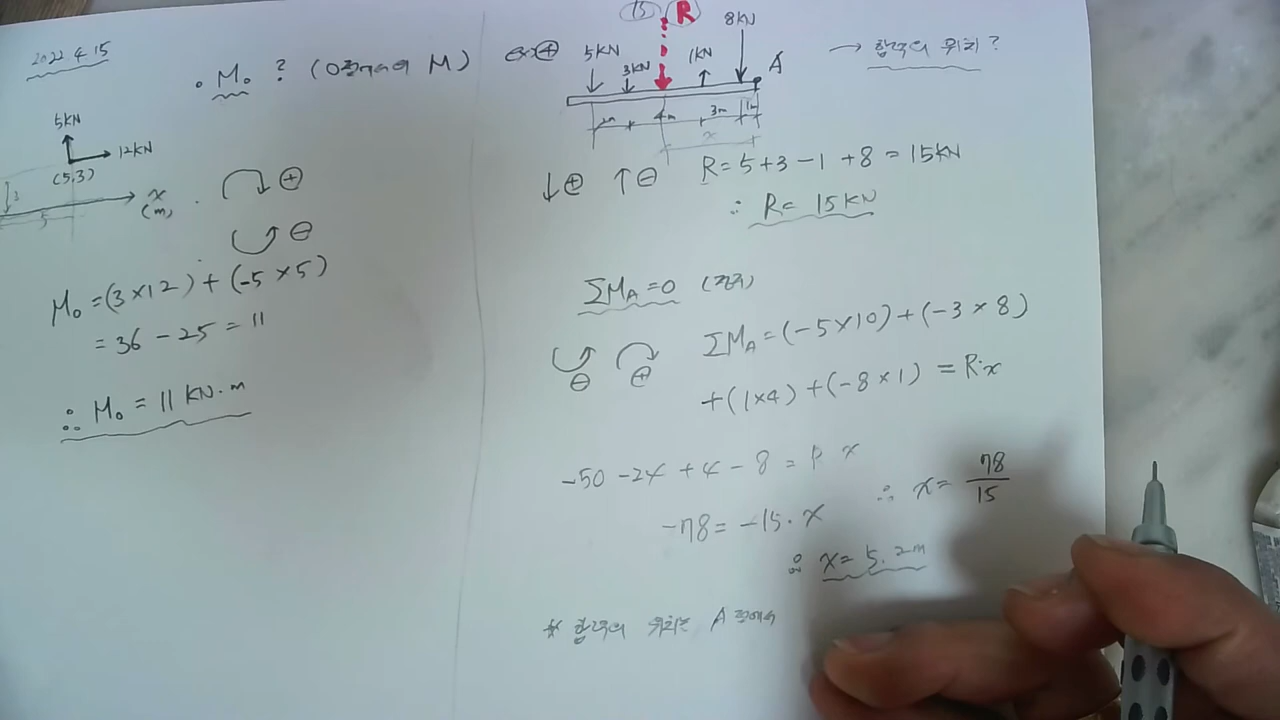 2022 4 15
• M₀ ? (0점에서의 M)
5KN
12KN
(5,3)
3
x
(m)
5
⊕
⊖
M₀ = (3×12) + (-5×5)
= 36 - 25 = 11
∴ M₀ = 11 KN·m
15 R
5KN 3KN 1KN 8KN A
→ 합력의 위치?
2m 4m 3m 1m
x
↓⊕ ↑⊖ R = 5+3-1+8 = 15KN
∴ R = 15KN
ΣM_A = 0
⊖ ⊕
ΣM_A = (-5×10) + (-3×8)
+ (1×4) + (-8×1) = R·x
-50 -24 +4 -8 = R x
-78 = -15·x
∴ x = 78/15
∴ x = 5.2m
* 합력의 위치는 A 점에서